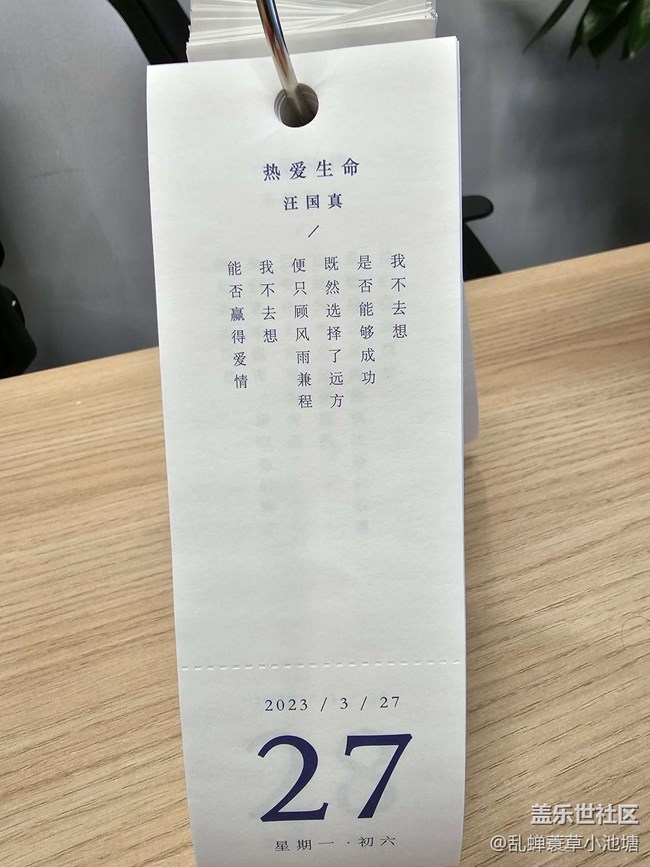 热爱生命
汪国真
/
我不去想
是否能够成功
既然选择了远方
便只顾风雨兼程
我不去想
能否赢得爱情
2023 / 3 / 27
27
星期一·初六
盖乐世社区
@乱蝉蓑草小池塘